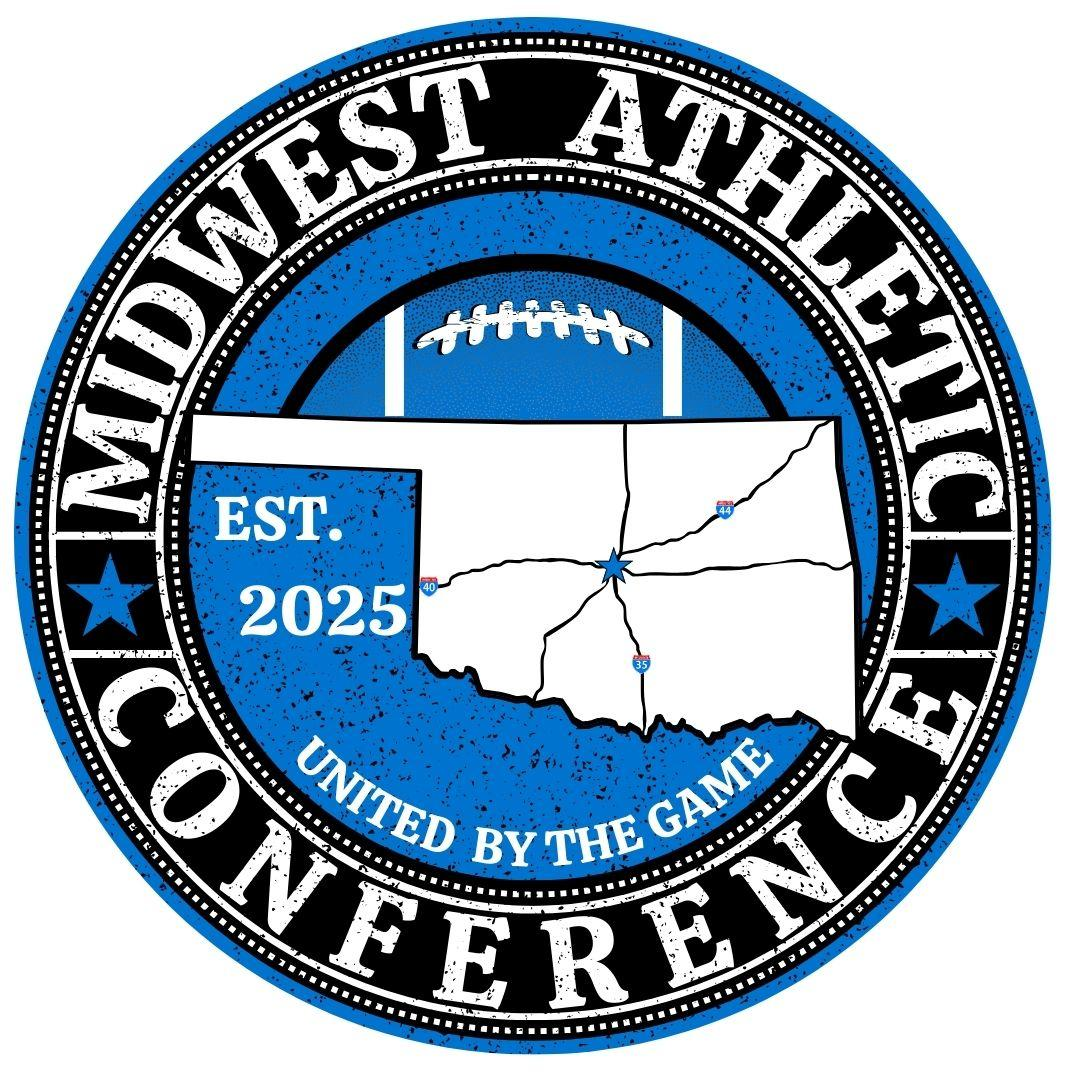 MIDWEST ATHLETIC
EST.
2025
44
40
35
UNITED BY THE GAME
CONFERENCE